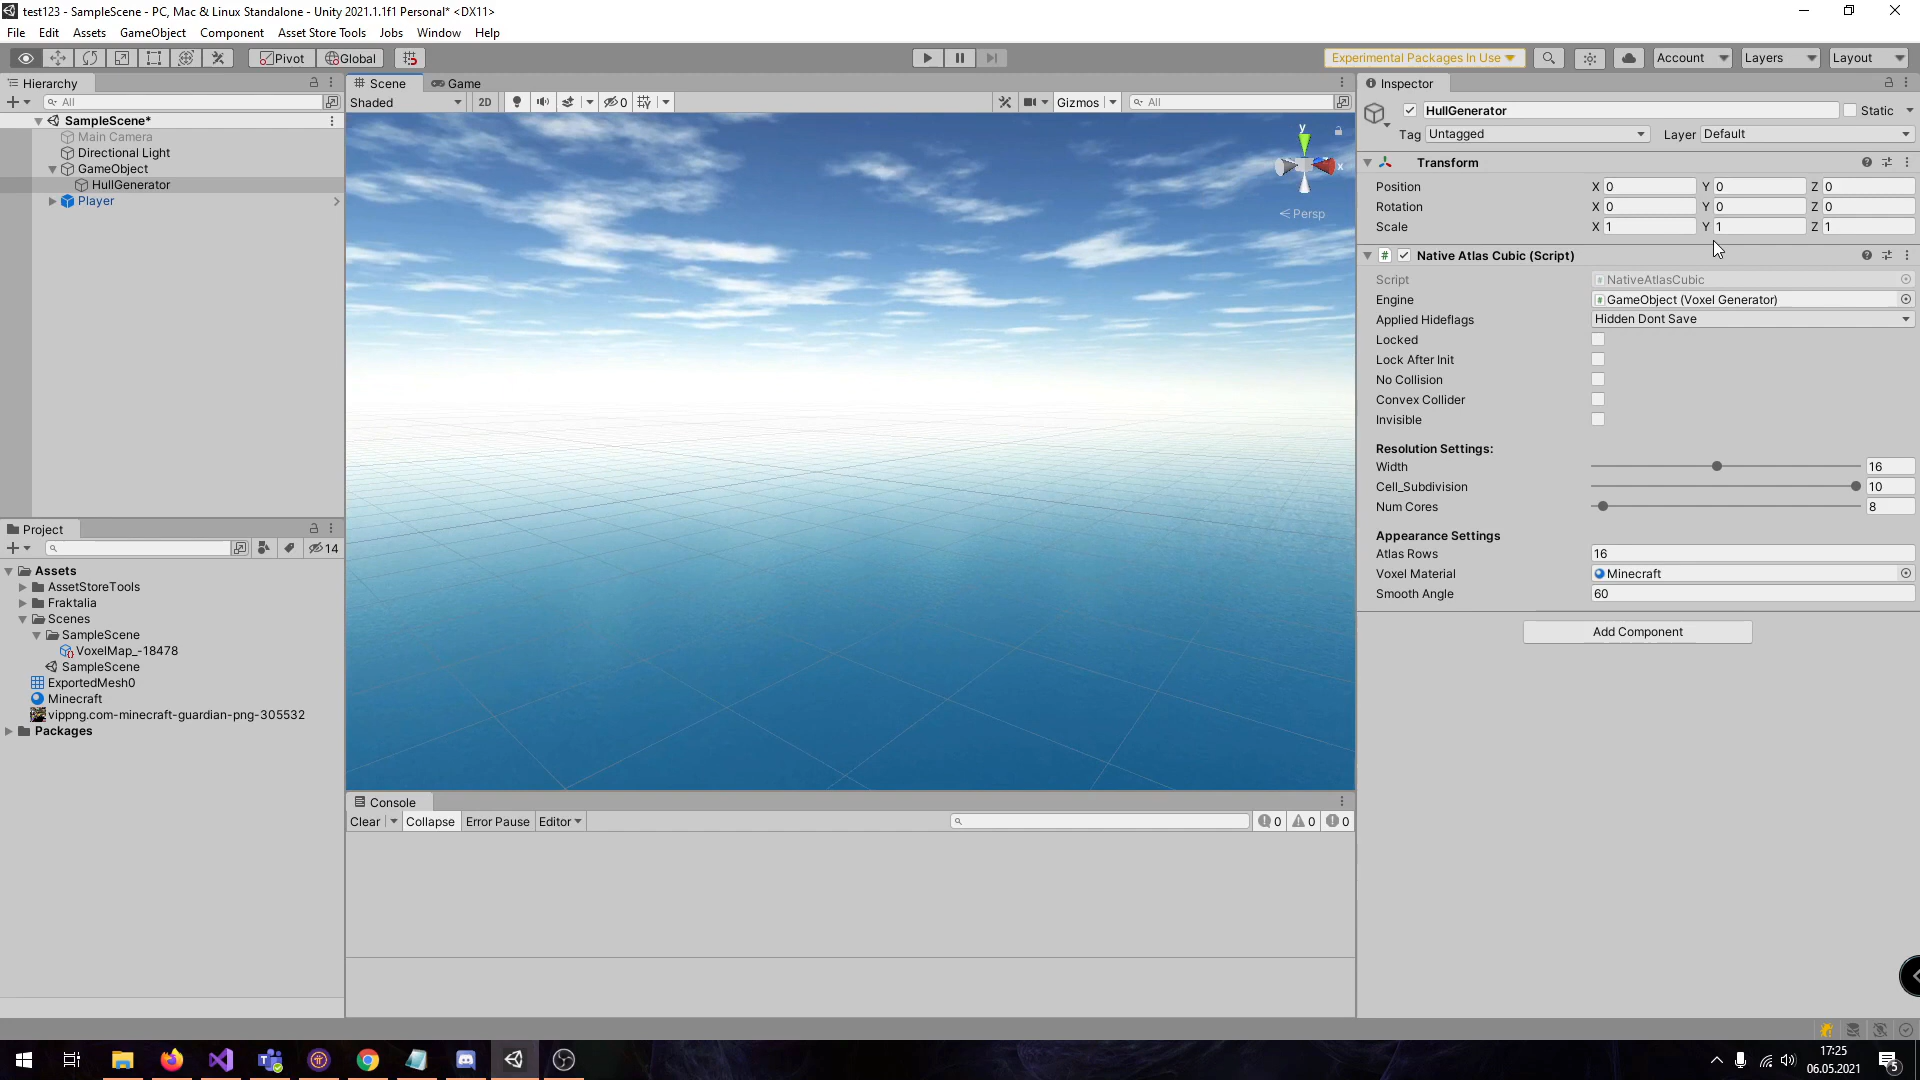 test123 - SampleScene - PC, Mac & Linux Standalone - Unity 2021.1.1f1 Personal* <DX11>
File Edit Assets GameObject Component Asset Store Tools Jobs Window Help
Pivot Global Experimental Packages In Use Account Layers Layout
Hierarchy
All
SampleScene*
Main Camera
Directional Light
GameObject
HullGenerator
Player
Project
14
Assets
AssetStoreTools
Fraktalia
Scenes
SampleScene
VoxelMap_-18478
SampleScene
ExportedMesh0
Minecraft
vippng.com-minecraft-guardian-png-305532
Packages
Scene Game
Shaded 2D 0 Gizmos All
y
x
Persp
Console
Clear Collapse Error Pause Editor 0 0 0
Inspector
HullGenerator Static
Tag Untagged Layer Default
Transform
Position X 0 Y 0 Z 0
Rotation X 0 Y 0 Z 0
Scale X 1 Y 1 Z 1
# Native Atlas Cubic (Script)
Script # NativeAtlasCubic
Engine # GameObject (Voxel Generator)
Applied Hideflags Hidden Dont Save
Locked
Lock After Init
No Collision
Convex Collider
Invisible
Resolution Settings:
Width 16
Cell_Subdivision 10
Num Cores 8
Appearance Settings
Atlas Rows 16
Voxel Material Minecraft
Smooth Angle 60
Add Component
17:25
06.05.2021
5